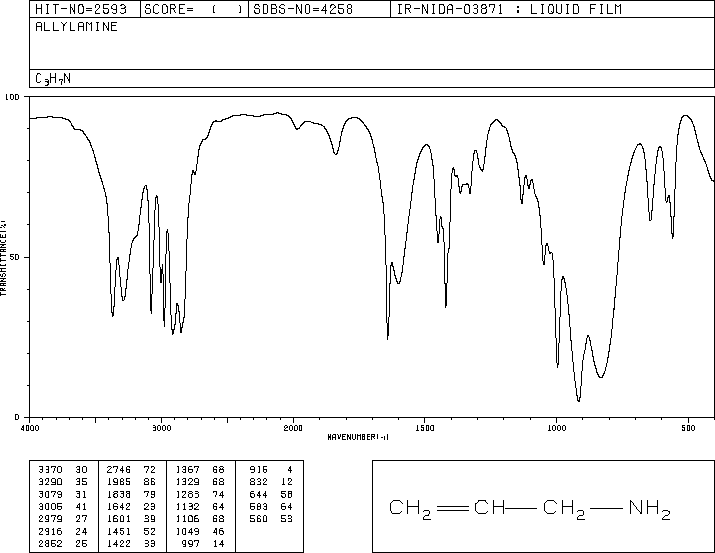 HIT-NO=2593 SCORE= ( ) SDBS-NO=4258 IR-NIDA-03871 : LIQUID FILM
ALLYLAMINE
C3H7N
100
50
0
TRANSMITTANCE(%)
4000 3000 2000 1500 1000 500
WAVENUMBER(-1)
3370 30 2746 72 1367 68 916 4
3290 35 1985 86 1329 68 832 12
3079 31 1838 79 1283 74 644 58
3005 41 1642 23 1132 64 583 64
2979 27 1601 39 1106 68 560 53
2916 24 1451 52 1049 46
2852 25 1422 33 997 14
CH2=CH—CH2—NH2